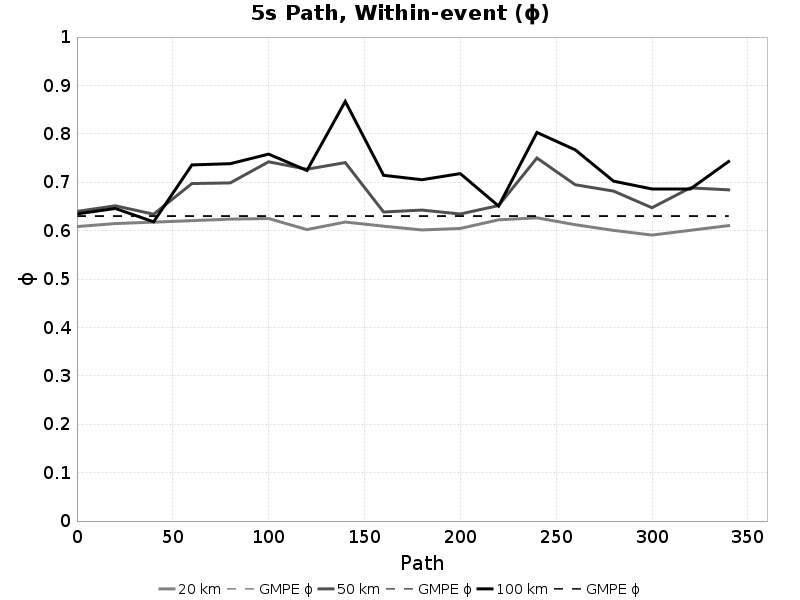 5s Path, Within-event (ϕ)
1
0.9
0.8
0.7
0.6
0.5
0.4
0.3
0.2
0.1
0
ϕ
0 50 100 150 200 250 300 350
Path
20 km GMPE ϕ 50 km GMPE ϕ 100 km GMPE ϕ